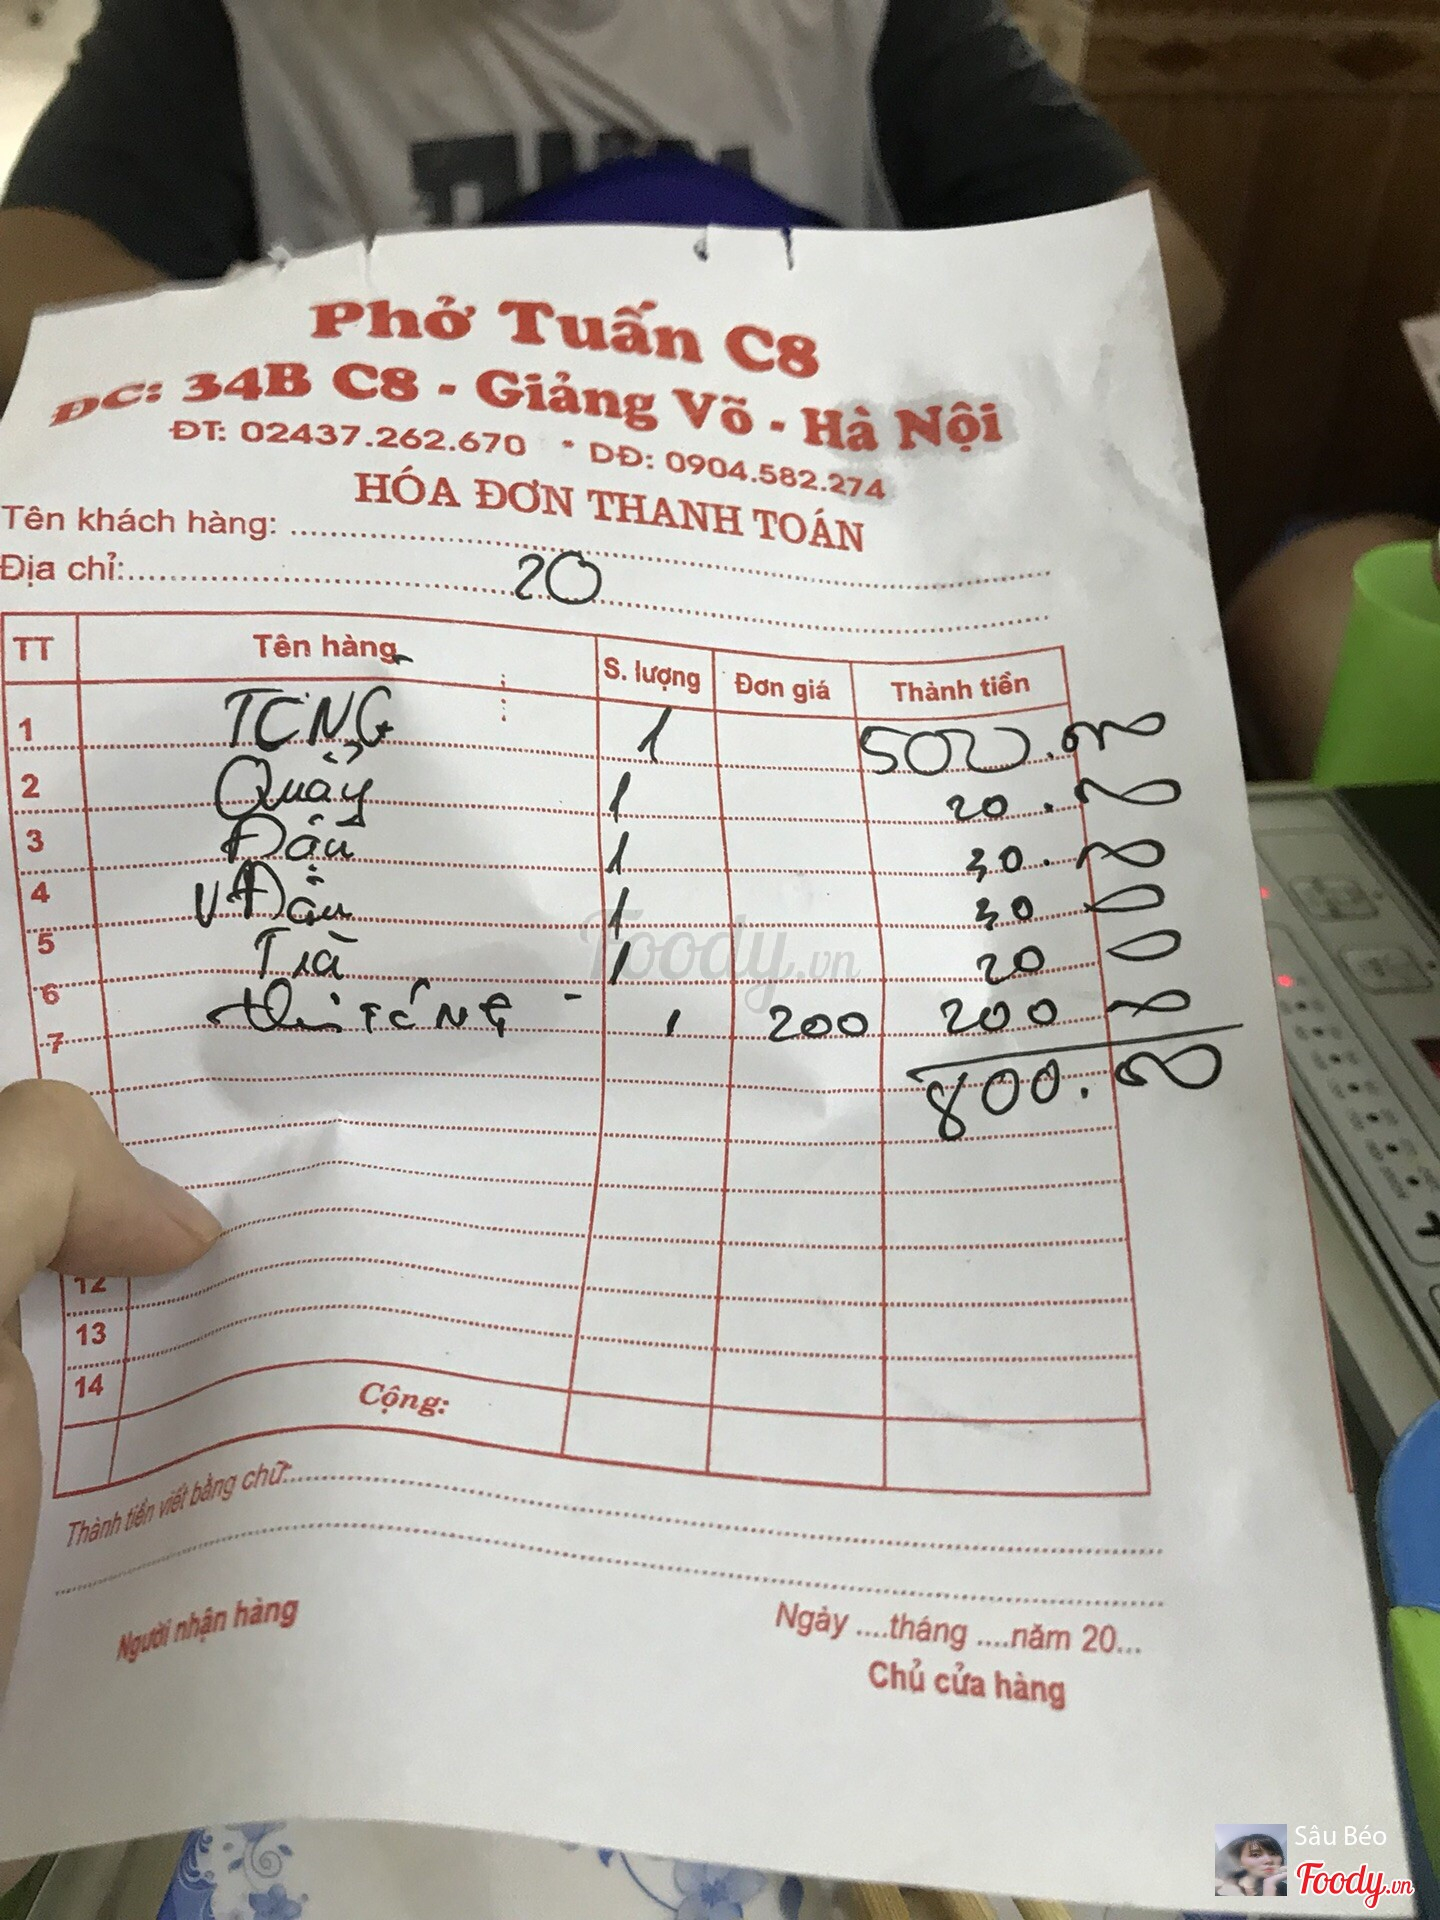 Phở Tuấn C8
ĐC: 34B C8 - Giảng Võ - Hà Nội
ĐT: 02437.262.670 * DĐ: 0904.582.274
HÓA ĐƠN THANH TOÁN
Tên khách hàng:
Địa chỉ: 20
TT Tên hàng S. lượng Đơn giá Thành tiền
1 TCNG 1 500.000
2 Quẩy 1 20.000
3 Đậu 1 30.000
4 V Đậu 1 30.000
5 Trà 1 20
6 1 200 200
7
800.000
12
13
14
Cộng:
Thành tiền viết bằng chữ:
Ngày ....tháng ....năm 20...
Người nhận hàng Chủ cửa hàng
Foody.vn
Sâu Béo
Foody.vn